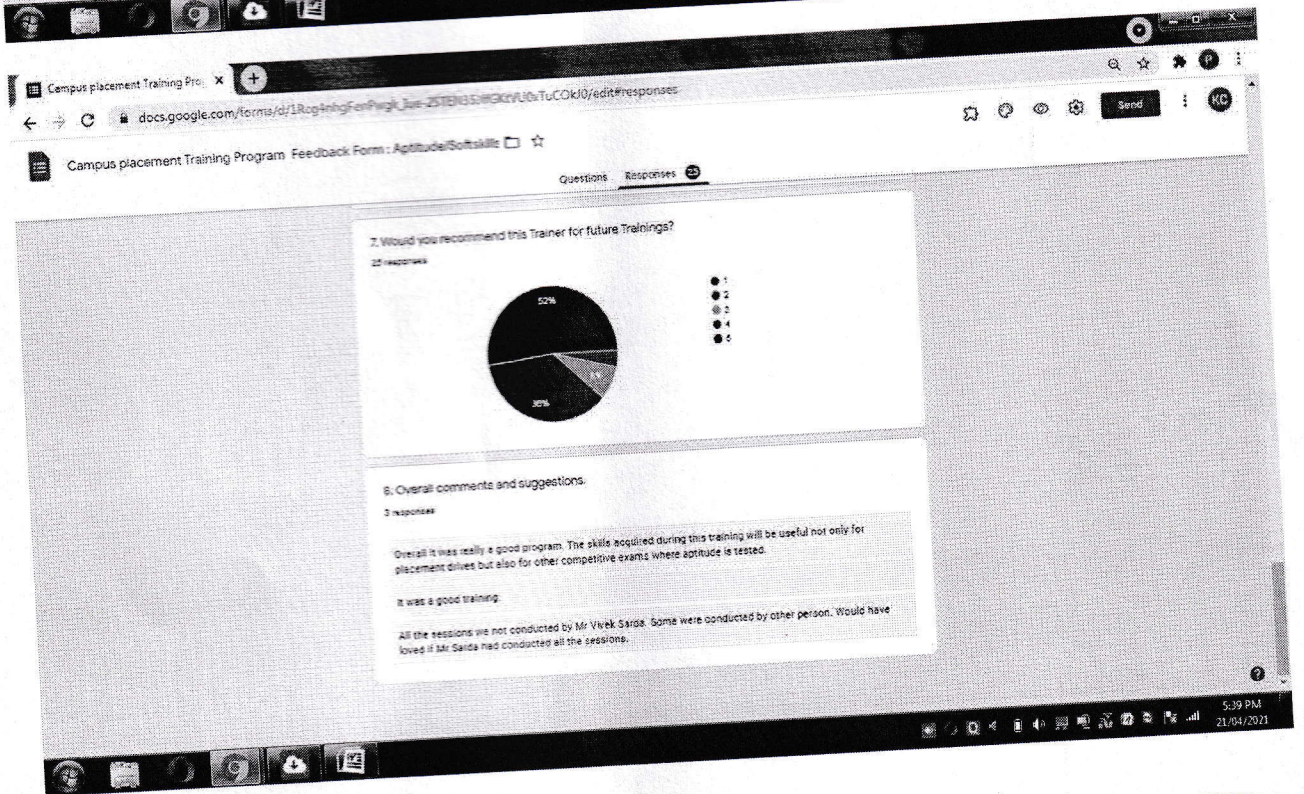 Campus placement Training Pro
docs.google.com/forms/d/
TuCOkJ0/edit#responses
Send
KC
Campus placement Training Program Feedback Form : Aptitude/Softskills
Questions Responses 25
7. Would you recommend this Trainer for future Trainings?
25 responses
52%
36%
1
2
3
4
5
8. Overall comments and suggestions.
3 responses
Overall it was really a good program. The skills acquired during this training will be useful not only for
placement drives but also for other competitive exams where aptitude is tested.
It was a good training.
All the sessions we not conducted by Mr Vivek Sarda. Some were conducted by other person. Would have
loved if Mr Sarda had conducted all the sessions.
5:39 PM
21/04/2021